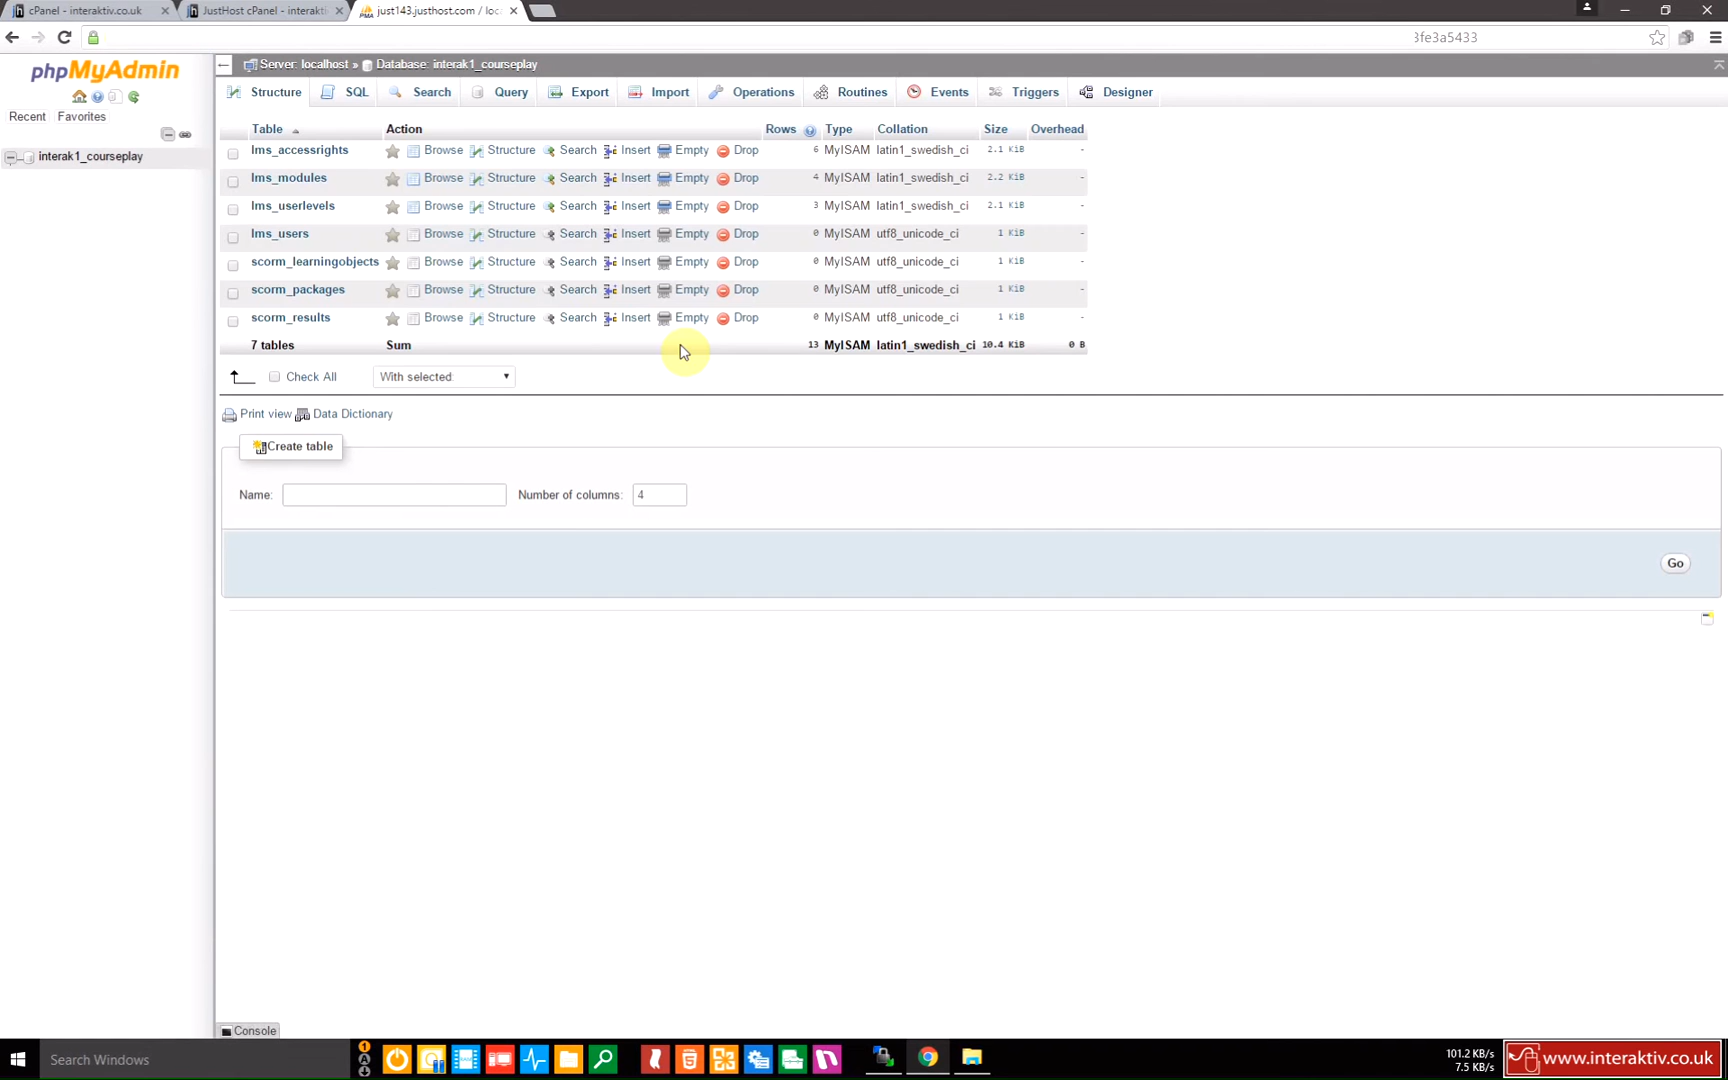 cPanel - interaktiv.co.uk × JustHost cPanel - interakti × just143.justhost.com / loc ×
3fe3a5433
phpMyAdmin
Recent Favorites
interak1_courseplay
Server: localhost » Database: interak1_courseplay
Structure SQL Search Query Export Import Operations Routines Events Triggers Designer
Table Action Rows Type Collation Size Overhead
lms_accessrights Browse Structure Search Insert Empty Drop 6 MyISAM latin1_swedish_ci 2.1 KiB -
lms_modules Browse Structure Search Insert Empty Drop 4 MyISAM latin1_swedish_ci 2.2 KiB -
lms_userlevels Browse Structure Search Insert Empty Drop 3 MyISAM latin1_swedish_ci 2.1 KiB -
lms_users Browse Structure Search Insert Empty Drop 0 MyISAM utf8_unicode_ci 1 KiB -
scorm_learningobjects Browse Structure Search Insert Empty Drop 0 MyISAM utf8_unicode_ci 1 KiB -
scorm_packages Browse Structure Search Insert Empty Drop 0 MyISAM utf8_unicode_ci 1 KiB -
scorm_results Browse Structure Search Insert Empty Drop 0 MyISAM utf8_unicode_ci 1 KiB -
7 tables Sum 13 MyISAM latin1_swedish_ci 10.4 KiB 0 B
Check All With selected:
Print view Data Dictionary
Create table
Name: Number of columns: 4
Go
Console
Search Windows
101.2 KB/s
7.5 KB/s
www.interaktiv.co.uk